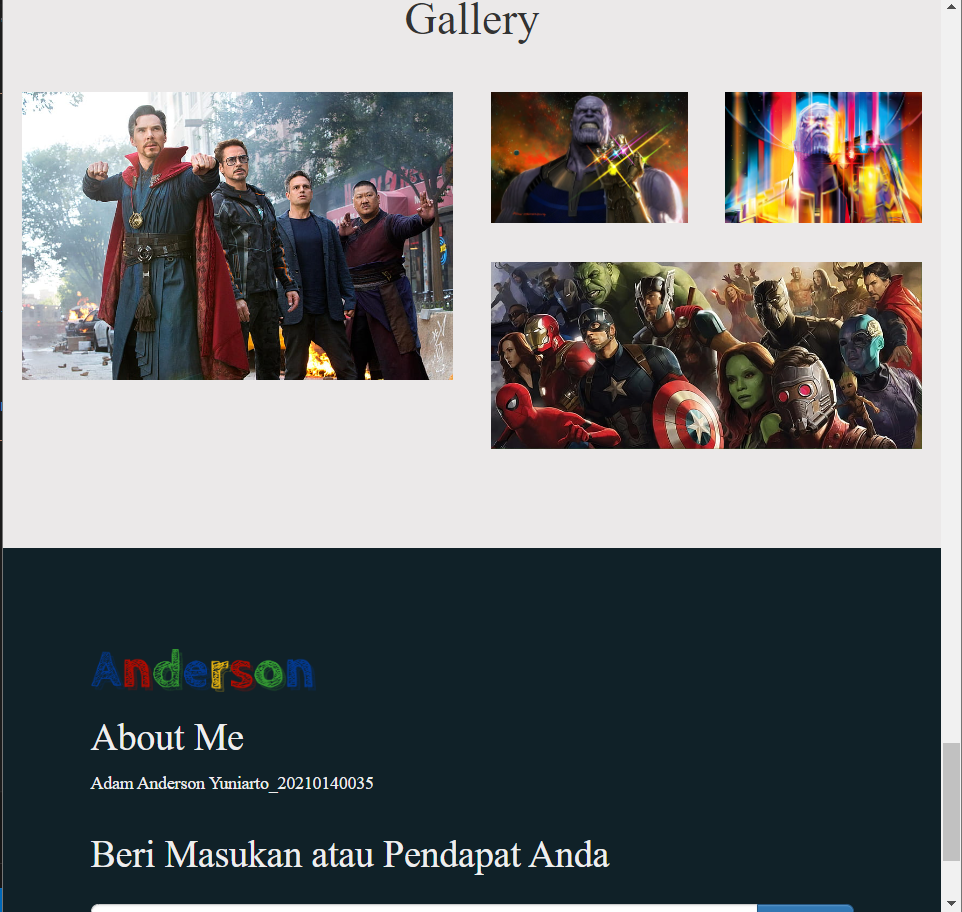 Gallery
Anderson
About Me
Adam Anderson Yuniarto_20210140035
Beri Masukan atau Pendapat Anda